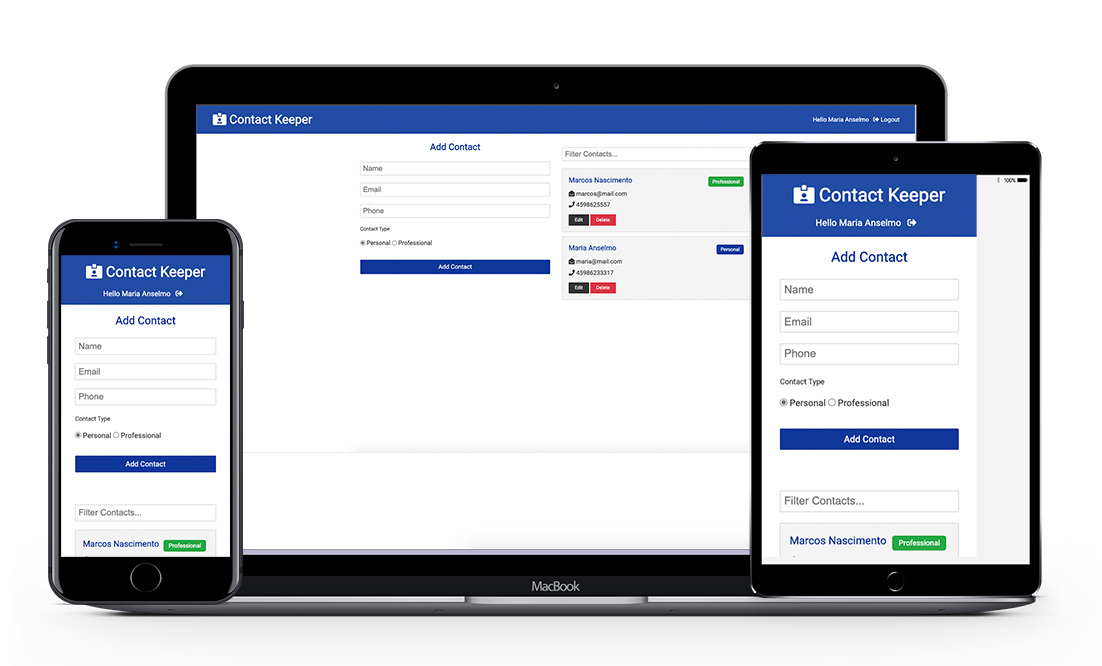 Contact Keeper
Hello Maria Anselmo Logout
Add Contact
Name
Email
Phone
Contact Type
Personal Professional
Add Contact
Filter Contacts...
Marcos Nascimento Professional
marcos@mail.com
4598625557
Edit Delete
Maria Anselmo Personal
maria@mail.com
45986233317
Edit Delete
MacBook
Contact Keeper
Hello Maria Anselmo
Add Contact
Name
Email
Phone
Contact Type
Personal Professional
Add Contact
Filter Contacts...
Marcos Nascimento Professional
100%
Contact Keeper
Hello Maria Anselmo
Add Contact
Name
Email
Phone
Contact Type
Personal Professional
Add Contact
Filter Contacts...
Marcos Nascimento Professional